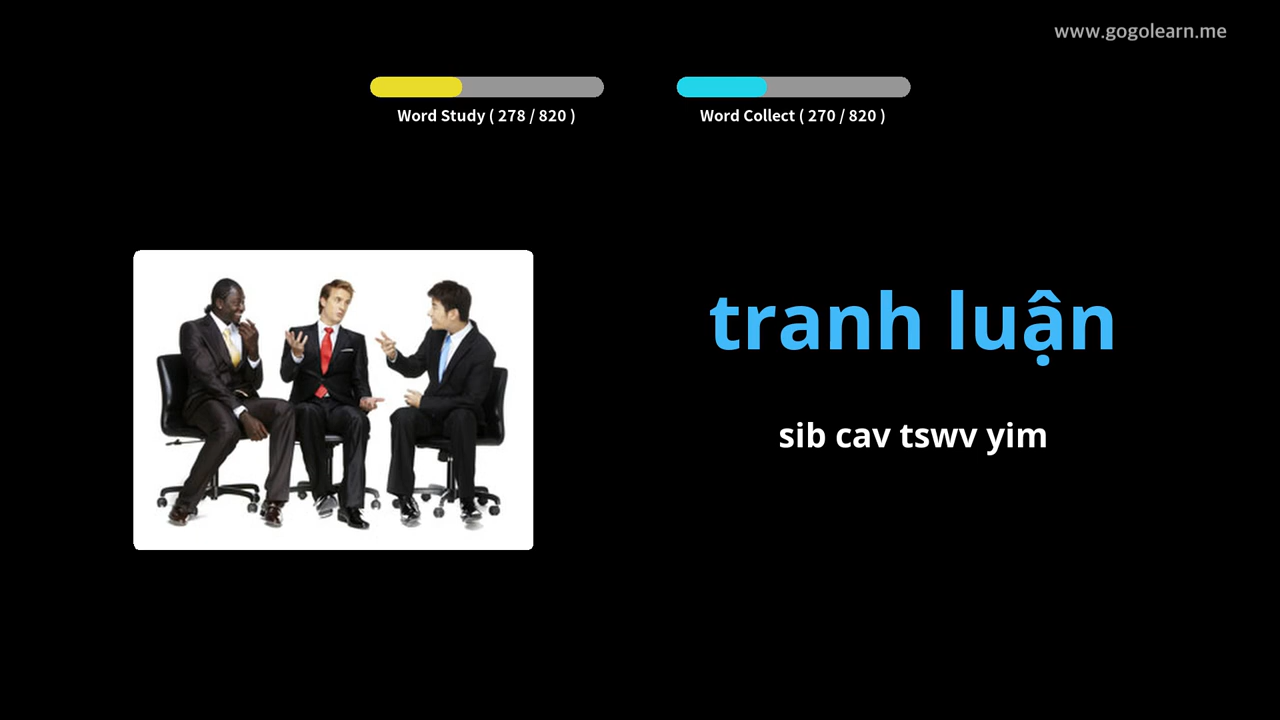 www.gogolearn.me
Word Study ( 278 / 820 )
Word Collect ( 270 / 820 )
tranh luận
sib cav tswv yim